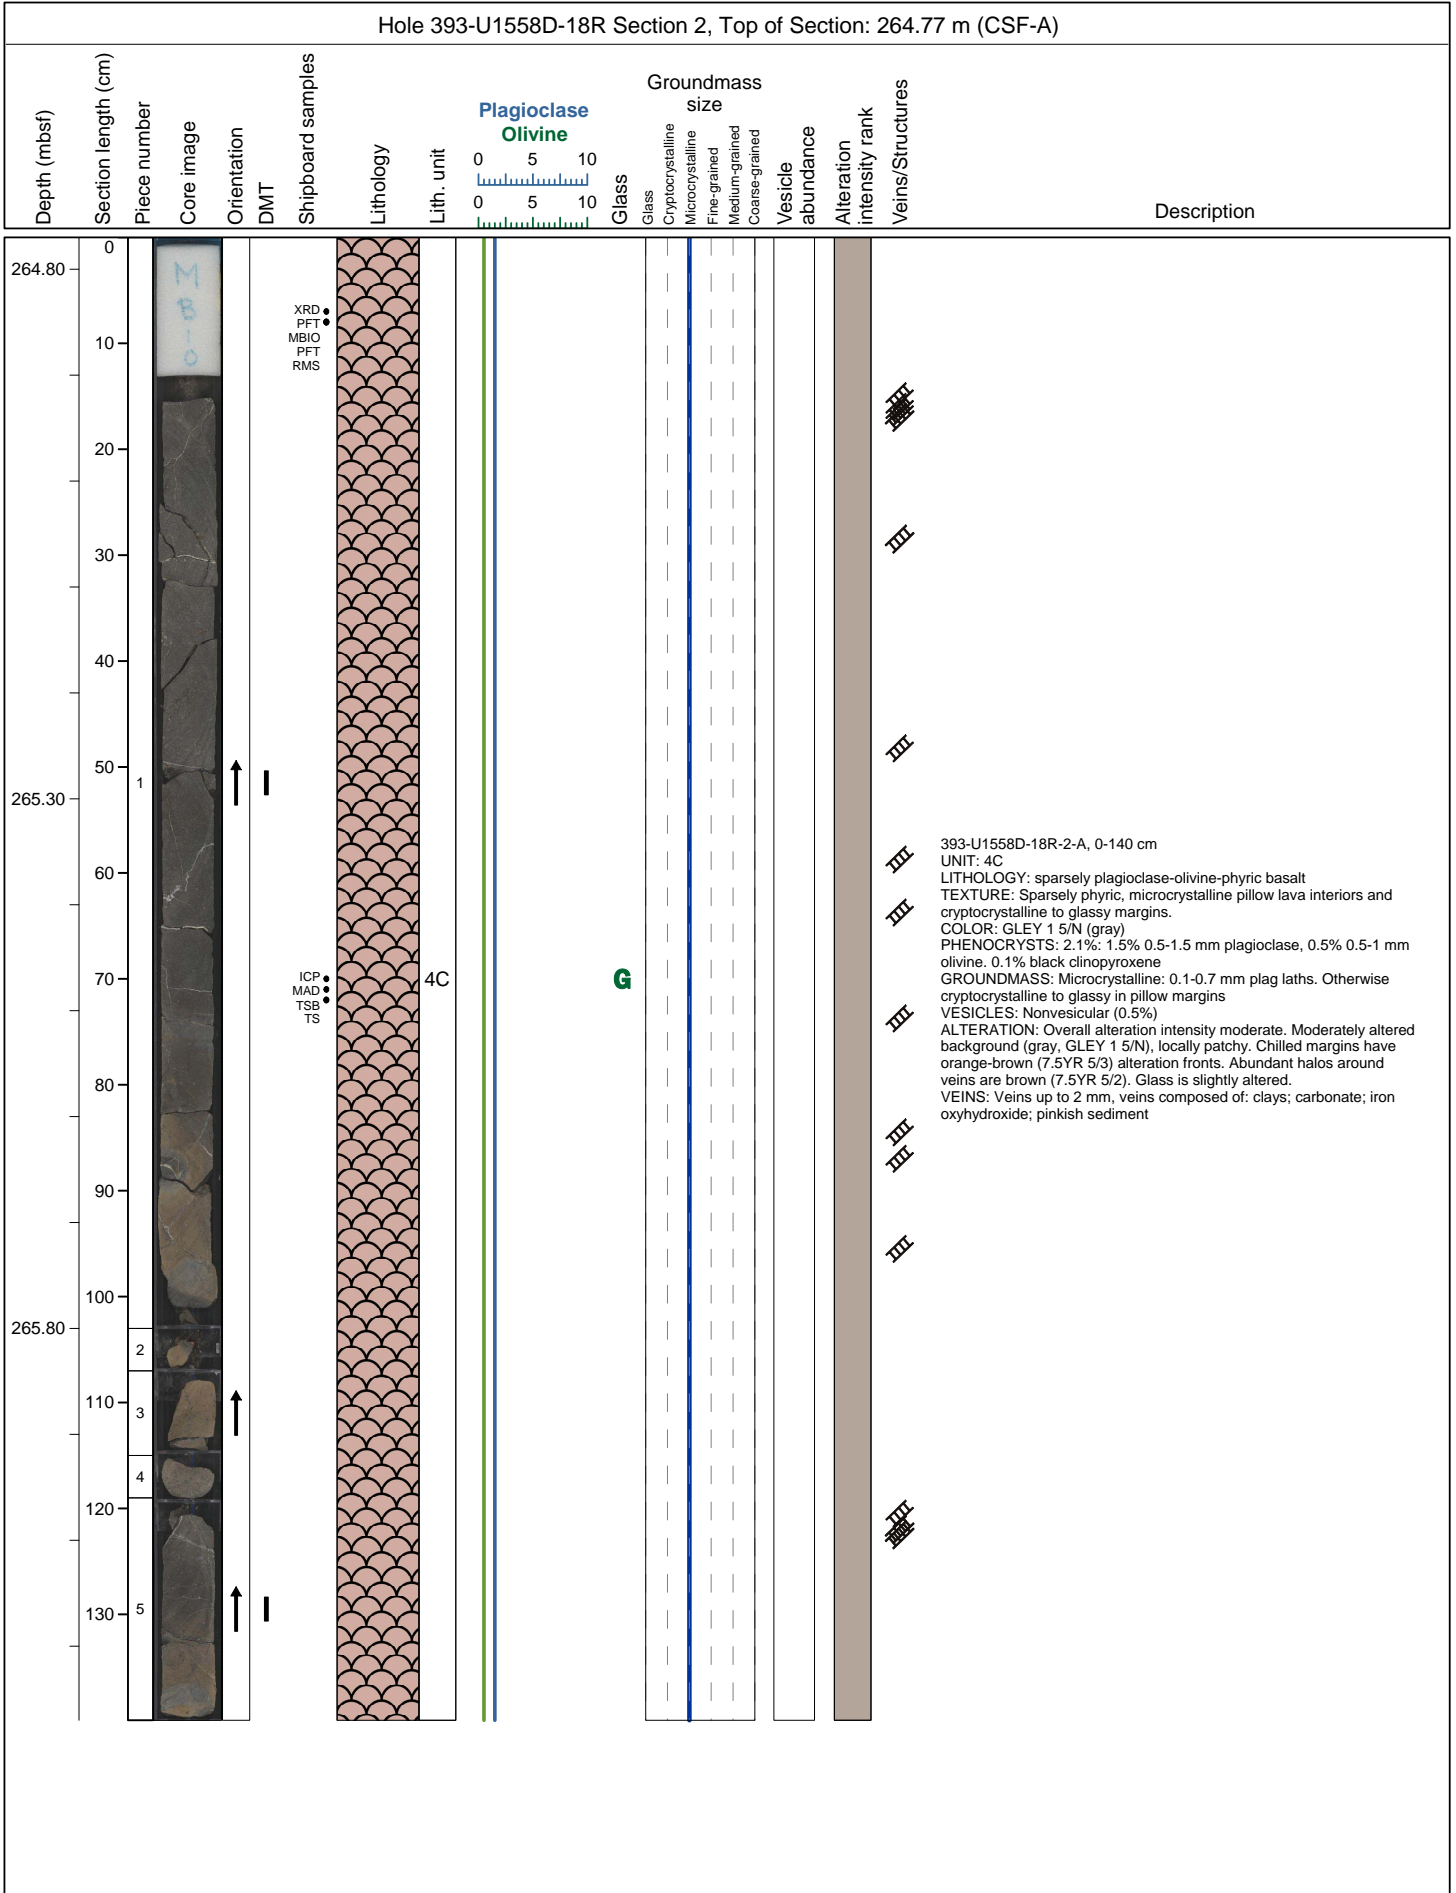 Hole 393-U1558D-18R Section 2, Top of Section: 264.77 m (CSF-A)
Depth (mbsf)
Section length (cm)
Piece number
Core image
Orientation
DMT
Shipboard samples
Lithology
Lith. unit
Plagioclase
Olivine
0 5 10
0 5 10
Glass
Groundmass
size
Glass
Cryptocrystalline
Microcrystalline
Fine-grained
Medium-grained
Coarse-grained
Vesicle
abundance
Alteration
intensity rank
Veins/Structures
Description
264.80
265.30
265.80
0
10
20
30
40
50
60
70
80
90
100
110
120
130
1
2
3
4
5
M
B
I
O
XRD
PFT
MBIO
PFT
RMS
ICP
MAD
TSB
TS
4C
G
393-U1558D-18R-2-A, 0-140 cm
UNIT: 4C
LITHOLOGY: sparsely plagioclase-olivine-phyric basalt
TEXTURE: Sparsely phyric, microcrystalline pillow lava interiors and
cryptocrystalline to glassy margins.
COLOR: GLEY 1 5/N (gray)
PHENOCRYSTS: 2.1%: 1.5% 0.5-1.5 mm plagioclase, 0.5% 0.5-1 mm
olivine. 0.1% black clinopyroxene
GROUNDMASS: Microcrystalline: 0.1-0.7 mm plag laths. Otherwise
cryptocrystalline to glassy in pillow margins
VESICLES: Nonvesicular (0.5%)
ALTERATION: Overall alteration intensity moderate. Moderately altered
background (gray, GLEY 1 5/N), locally patchy. Chilled margins have
orange-brown (7.5YR 5/3) alteration fronts. Abundant halos around
veins are brown (7.5YR 5/2). Glass is slightly altered.
VEINS: Veins up to 2 mm, veins composed of: clays; carbonate; iron
oxyhydroxide; pinkish sediment